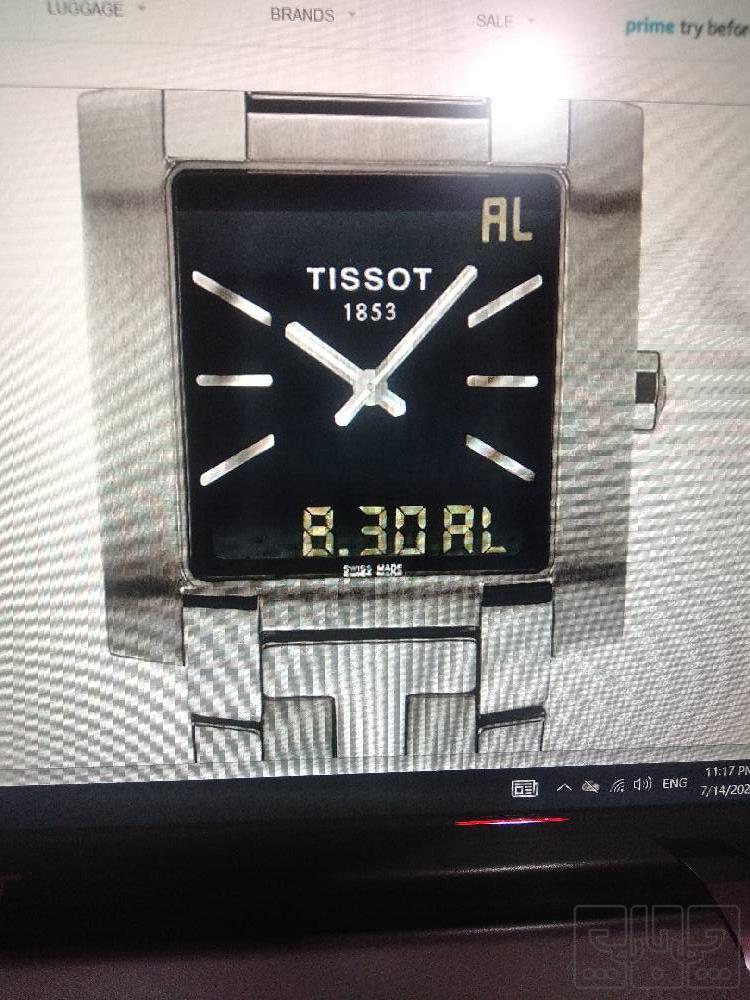 LUGGAGE BRANDS SALE prime try befor
AL
TISSOT
1853
8.30 AL
SWISS MADE
ENG 11:17 PM
7/14/202